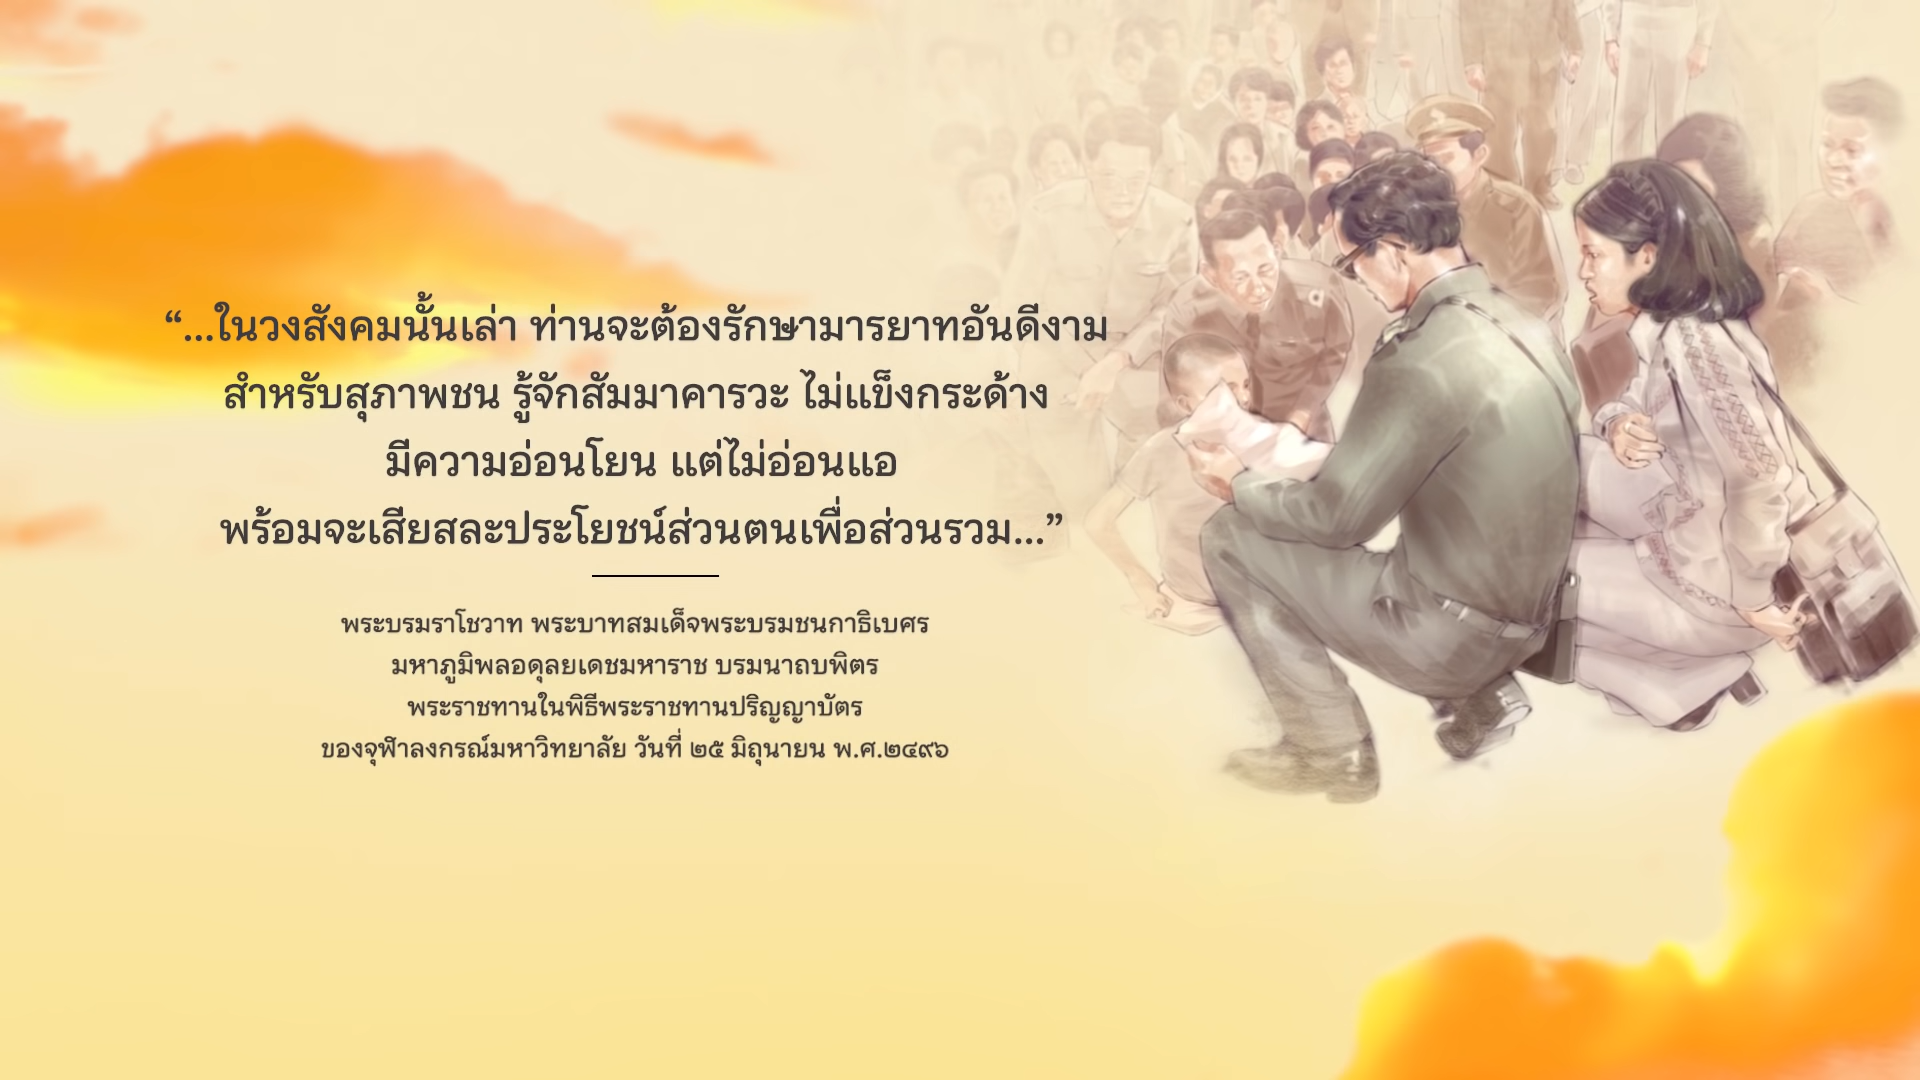 “...ในวงสังคมนั้นเล่า ท่านจะต้องรักษามารยาทอันดีงาม
สำหรับสุภาพชน รู้จักสัมมาคารวะ ไม่แข็งกระด้าง
มีความอ่อนโยน แต่ไม่อ่อนแอ
พร้อมจะเสียสละประโยชน์ส่วนตนเพื่อส่วนรวม...”
พระบรมราโชวาท พระบาทสมเด็จพระบรมชนกาธิเบศร
มหาภูมิพลอดุลยเดชมหาราช บรมนาถบพิตร
พระราชทานในพิธีพระราชทานปริญญาบัตร
ของจุฬาลงกรณ์มหาวิทยาลัย วันที่ ๒๕ มิถุนายน พ.ศ.๒๔๙๖